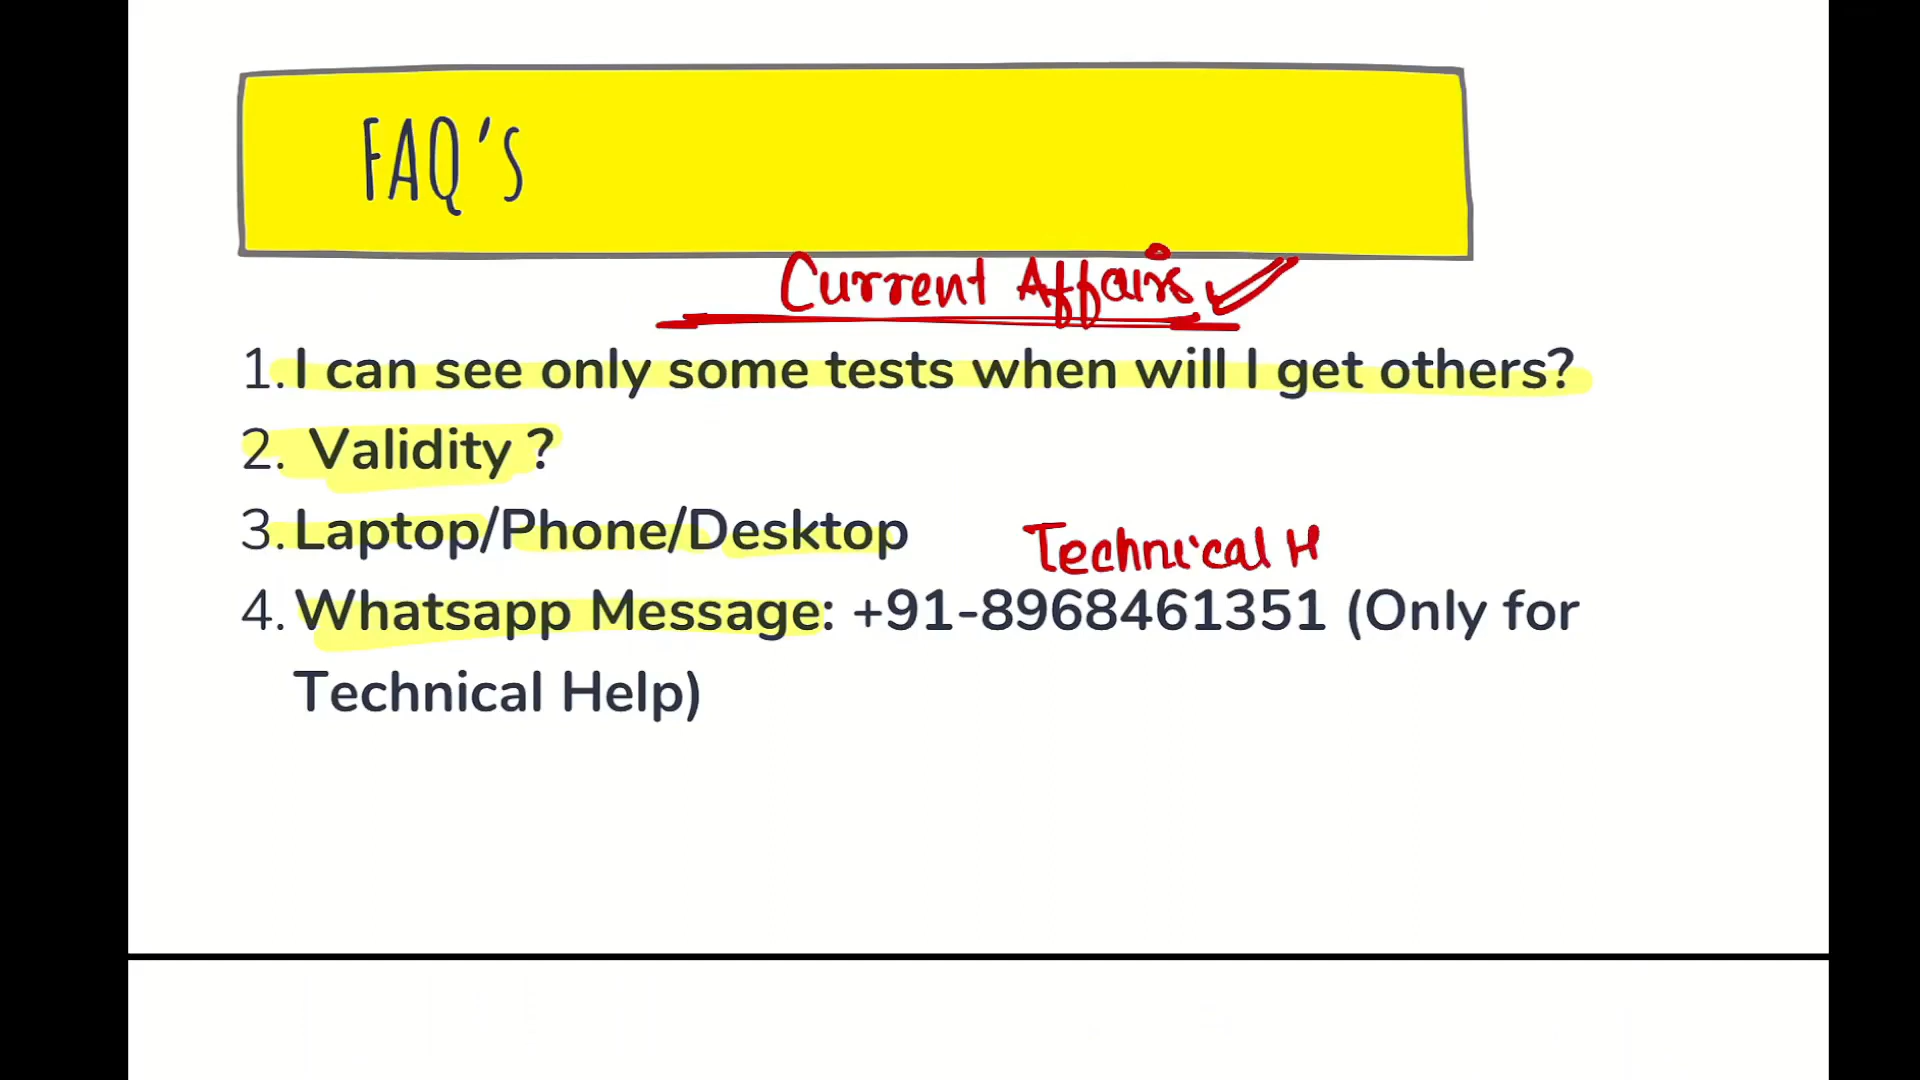 FAQ'S
Current Affairs
1. I can see only some tests when will I get others?
2. Validity ?
3. Laptop/Phone/Desktop
Technical H
4. Whatsapp Message: +91-8968461351 (Only for
Technical Help)